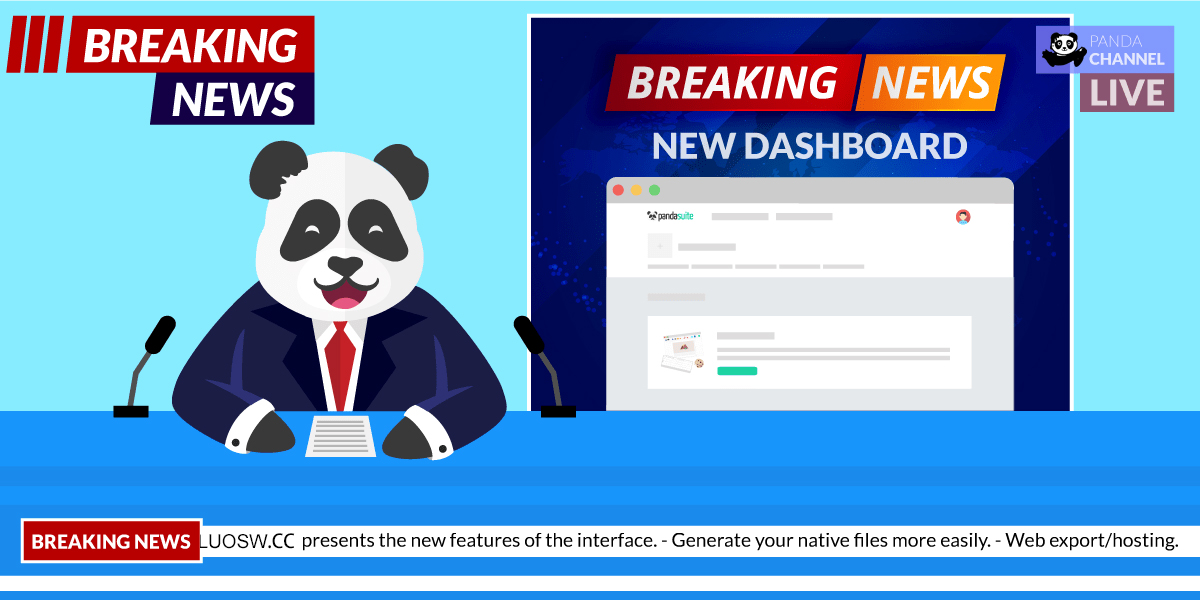 BREAKING
NEWS
BREAKING NEWS
NEW DASHBOARD
PANDA
CHANNEL
LIVE
pandasuite
BREAKING NEWS
LUOSW.CC presents the new features of the interface. - Generate your native files more easily. - Web export/hosting.